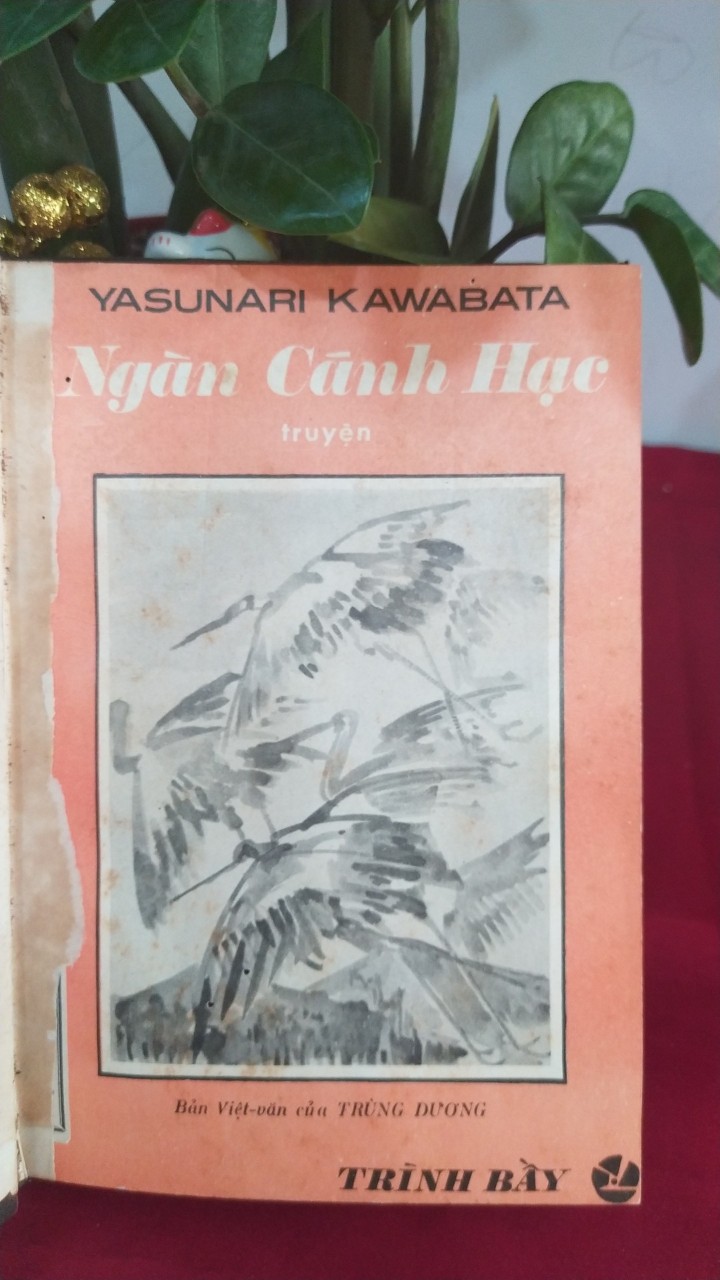 YASUNARI KAWABATA
Ngàn Cánh Hạc
truyện
Bản Việt-văn của TRÙNG DƯƠNG
TRÌNH BẦY